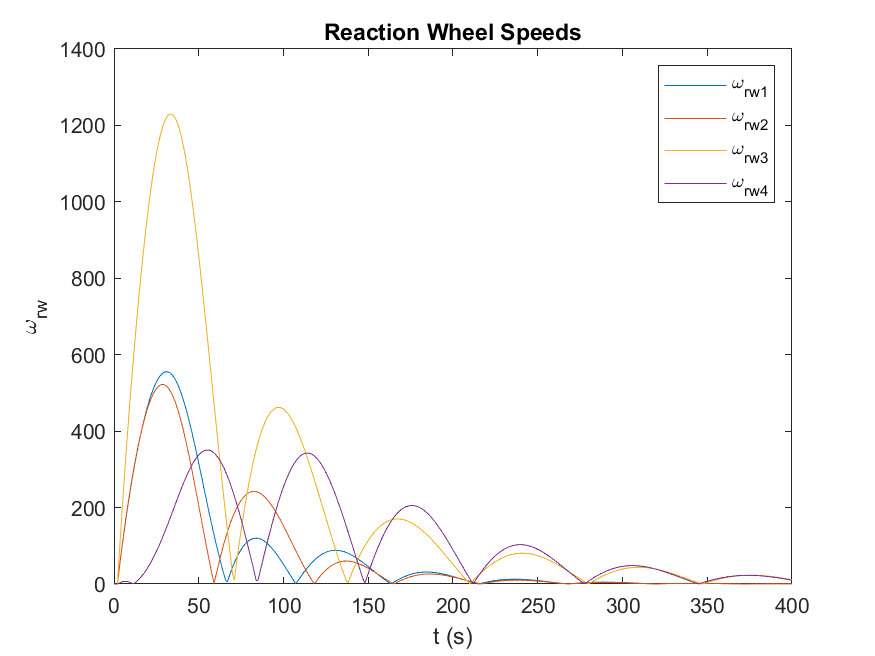 Reaction Wheel Speeds
1400
1200
1000
800
600
400
200
0
ω_rw
ω_rw1
ω_rw2
ω_rw3
ω_rw4
0 50 100 150 200 250 300 350 400
t (s)